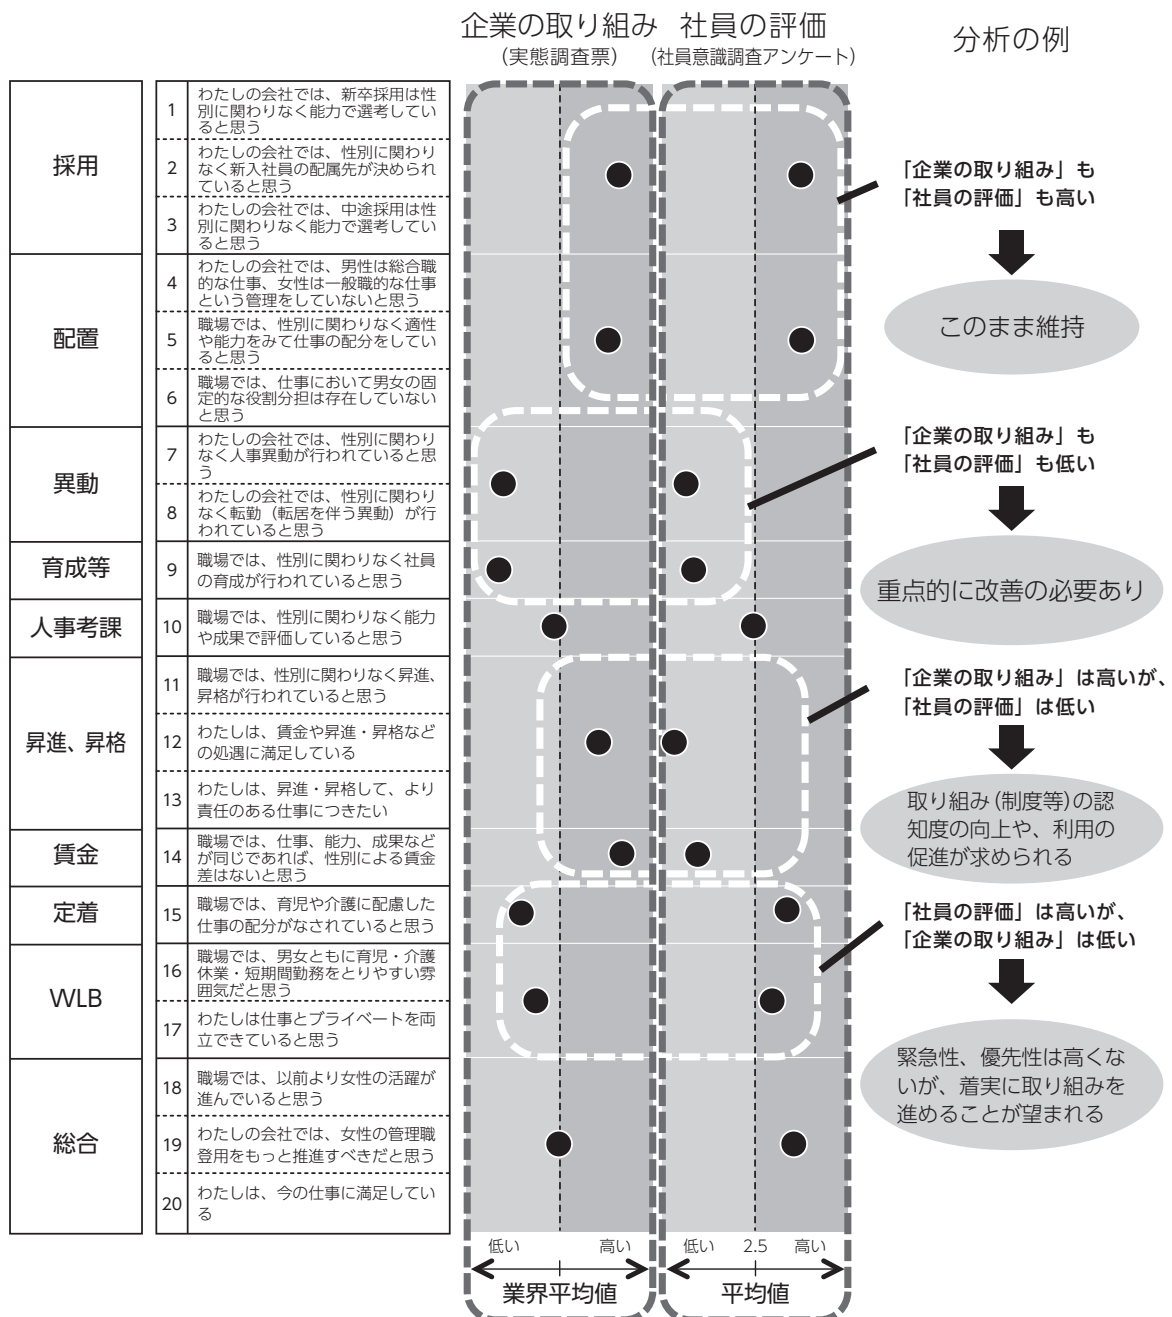 企業の取り組み
(実態調査票)
社員の評価
(社員意識調査アンケート)
分析の例
採用
1
わたしの会社では、新卒採用は性
別に関わりなく能力で選考してい
ると思う
2
わたしの会社では、性別に関わり
なく新入社員の配属先が決められ
ていると思う
3
わたしの会社では、中途採用は性
別に関わりなく能力で選考してい
ると思う
配置
4
わたしの会社では、男性は総合職
的な仕事、女性は一般職的な仕事
という管理をしていないと思う
5
職場では、性別に関わりなく適性
や能力をみて仕事の配分をしてい
ると思う
6
職場では、仕事において男女の固
定的な役割分担は存在していない
と思う
異動
7
わたしの会社では、性別に関わり
なく人事異動が行われていると思
う
8
わたしの会社では、性別に関わり
なく転勤（転居を伴う異動）が行
われていると思う
育成等
9
職場では、性別に関わりなく社員
の育成が行われていると思う
人事考課
10
職場では、性別に関わりなく能力
や成果で評価していると思う
昇進、昇格
11
職場では、性別に関わりなく昇進、
昇格が行われていると思う
12
わたしは、賃金や昇進・昇格など
の処遇に満足している
13
わたしは、昇進・昇格して、より
責任のある仕事につきたい
賃金
14
職場では、仕事、能力、成果など
が同じであれば、性別による賃金
差はないと思う
定着
15
職場では、育児や介護に配慮した
仕事の配分がなされていると思う
WLB
16
職場では、男女ともに育児・介護
休業・短期間勤務をとりやすい雰
囲気だと思う
17
わたしは仕事とプライベートを両
立できていると思う
総合
18
職場では、以前より女性の活躍が
進んでいると思う
19
わたしの会社では、女性の管理職
登用をもっと推進すべきだと思う
20
わたしは、今の仕事に満足してい
る
「企業の取り組み」も
「社員の評価」も高い
このまま維持
「企業の取り組み」も
「社員の評価」も低い
重点的に改善の必要あり
「企業の取り組み」は高いが、
「社員の評価」は低い
取り組み(制度等)の認
知度の向上や、利用の
促進が求められる
「社員の評価」は高いが、
「企業の取り組み」は低い
緊急性、優先性は高くな
いが、着実に取り組みを
進めることが望まれる
低い 高い
業界平均値
低い 2.5 高い
平均値